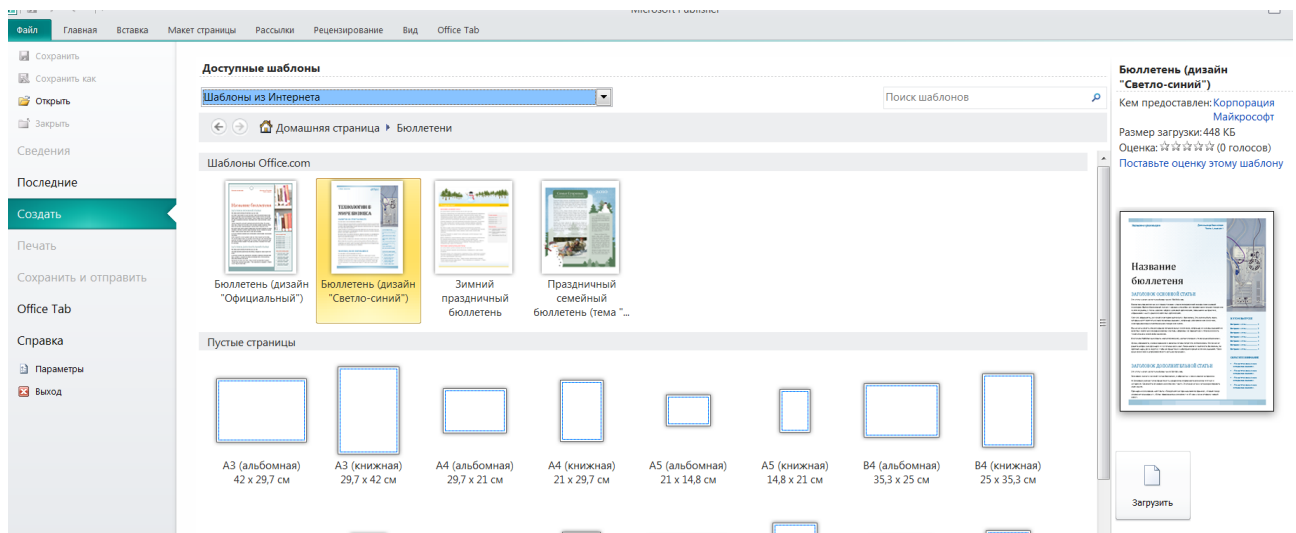 Microsoft Publisher
Файл Главная Вставка Макет страницы Рассылки Рецензирование Вид Office Tab
Сохранить
Сохранить как
Открыть
Закрыть
Сведения
Последние
Создать
Печать
Сохранить и отправить
Office Tab
Справка
Параметры
Выход
Доступные шаблоны
Шаблоны из Интернета
Поиск шаблонов
Домашняя страница Бюллетени
Шаблоны Office.com
Бюллетень (дизайн
"Официальный")
Бюллетень (дизайн
"Светло-синий")
Зимний
праздничный
бюллетень
Праздничный
семейный
бюллетень (тема "...
Пустые страницы
A3 (альбомная)
42 x 29,7 см
A3 (книжная)
29,7 x 42 см
A4 (альбомная)
29,7 x 21 см
A4 (книжная)
21 x 29,7 см
A5 (альбомная)
21 x 14,8 см
A5 (книжная)
14,8 x 21 см
B4 (альбомная)
35,3 x 25 см
B4 (книжная)
25 x 35,3 см
Бюллетень (дизайн
"Светло-синий")
Кем предоставлен: Корпорация
Майкрософт
Размер загрузки: 448 КБ
Оценка: (0 голосов)
Поставьте оценку этому шаблону
Название
бюллетеня
ЗАГОЛОВОК ОСНОВНОЙ СТАТЬИ
ЗАГОЛОВОК ДОПОЛНИТЕЛЬНОЙ СТАТЬИ
Загрузить